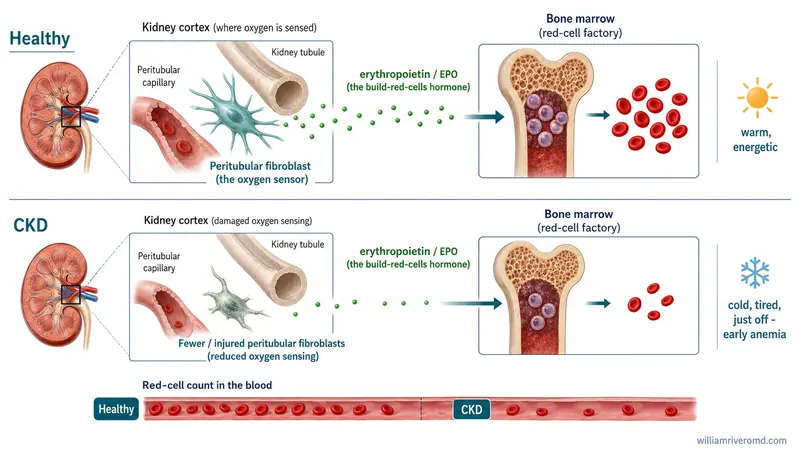 Healthy
Kidney cortex (where oxygen is sensed)
Peritubular
capillary
Kidney tubule
Peritubular fibroblast
(the oxygen sensor)
erythropoietin / EPO
(the build-red-cells hormone)
Bone marrow
(red-cell factory)
warm,
energetic
CKD
Kidney cortex (damaged oxygen sensing)
Peritubular
capillary
Kidney tubule
Fewer / injured peritubular fibroblasts
(reduced oxygen sensing)
erythropoietin / EPO
(the build-red-cells hormone)
Bone marrow
(red-cell factory)
cold, tired,
just off -
early anemia
Red-cell count in the blood
Healthy
CKD
williamriveromd.com